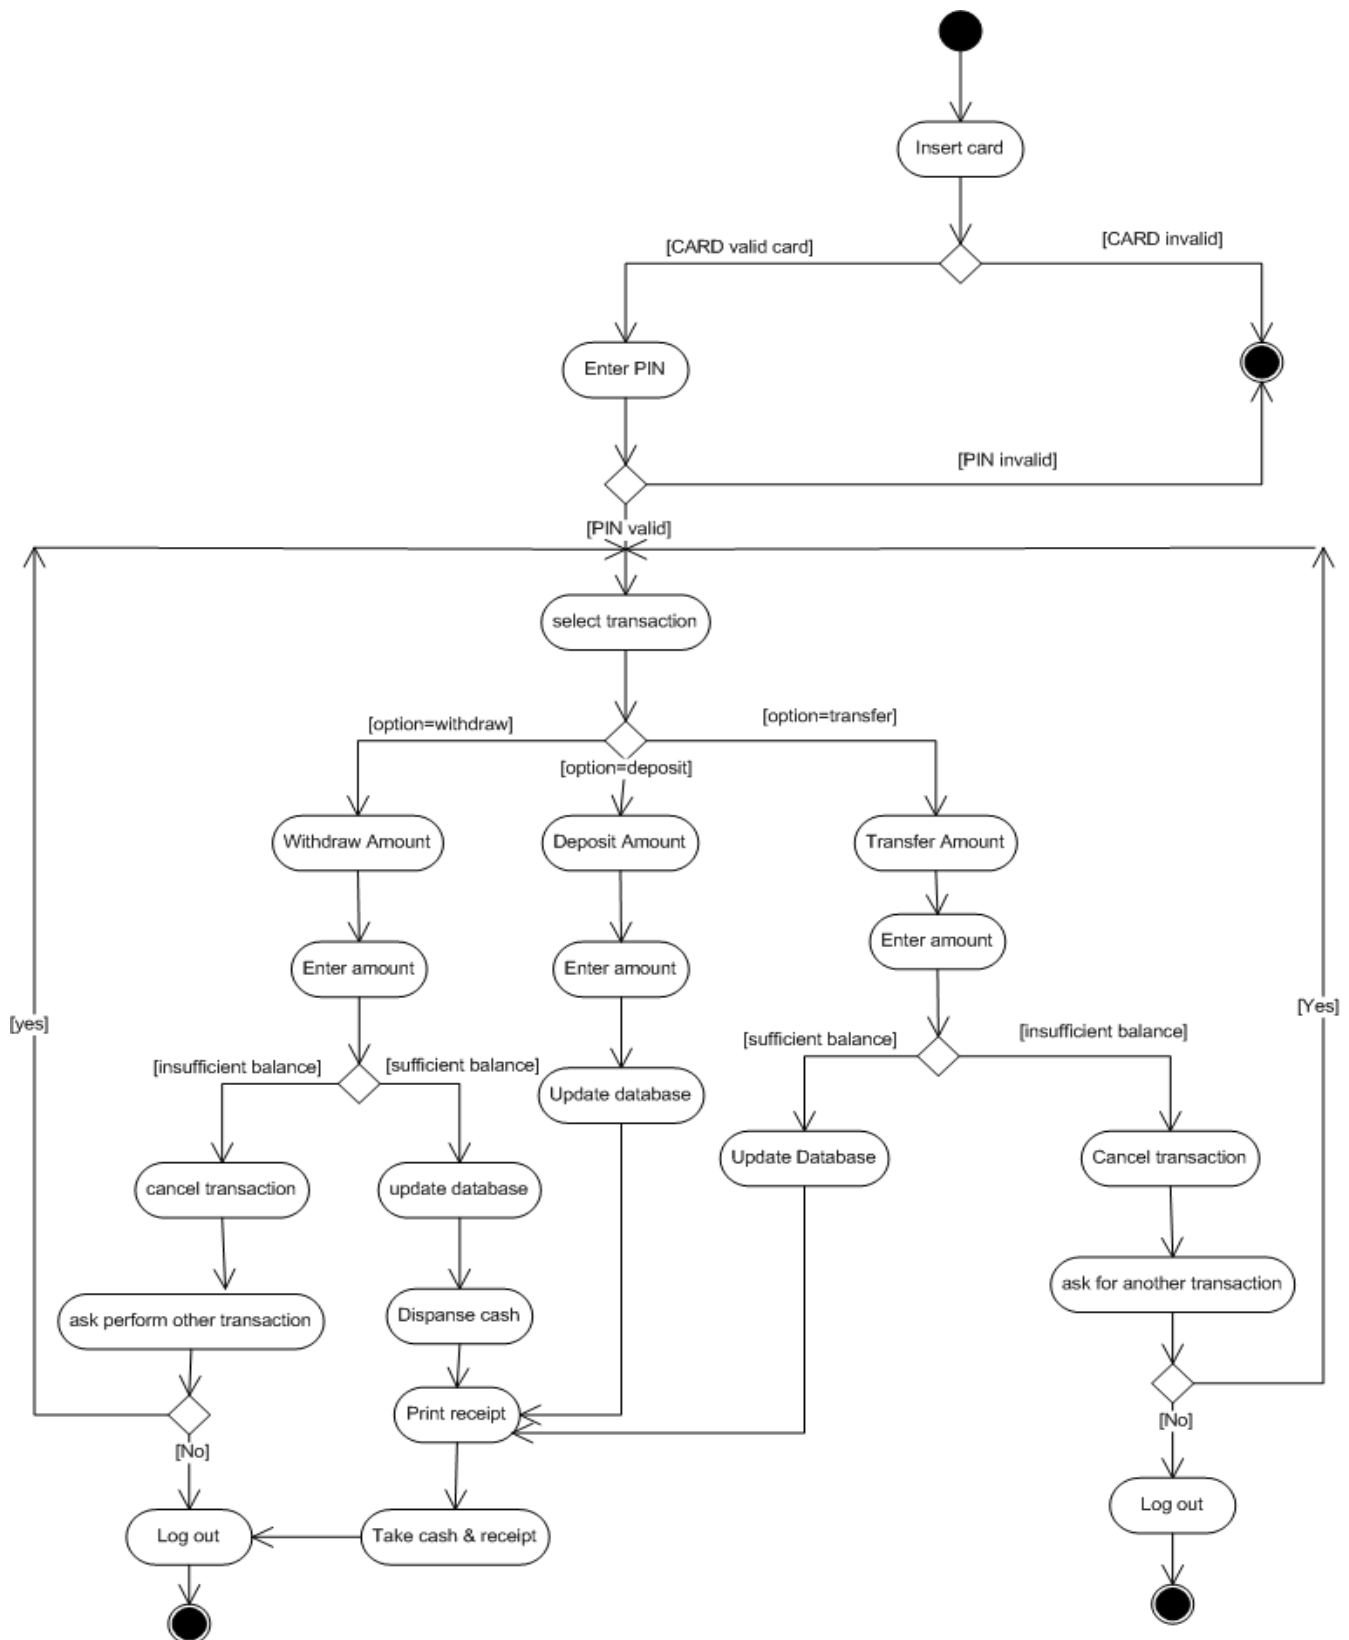 Insert card
[CARD valid card]
[CARD invalid]
Enter PIN
[PIN invalid]
[PIN valid]
select transaction
[option=withdraw]
[option=transfer]
[option=deposit]
Withdraw Amount
Deposit Amount
Transfer Amount
Enter amount
Enter amount
Enter amount
[yes]
[Yes]
[insufficient balance]
[sufficient balance]
[sufficient balance]
[insufficient balance]
Update database
cancel transaction
update database
Update Database
Cancel transaction
ask perform other transaction
Dispanse cash
ask for another transaction
Print receipt
[No]
[No]
Log out
Take cash & receipt
Log out